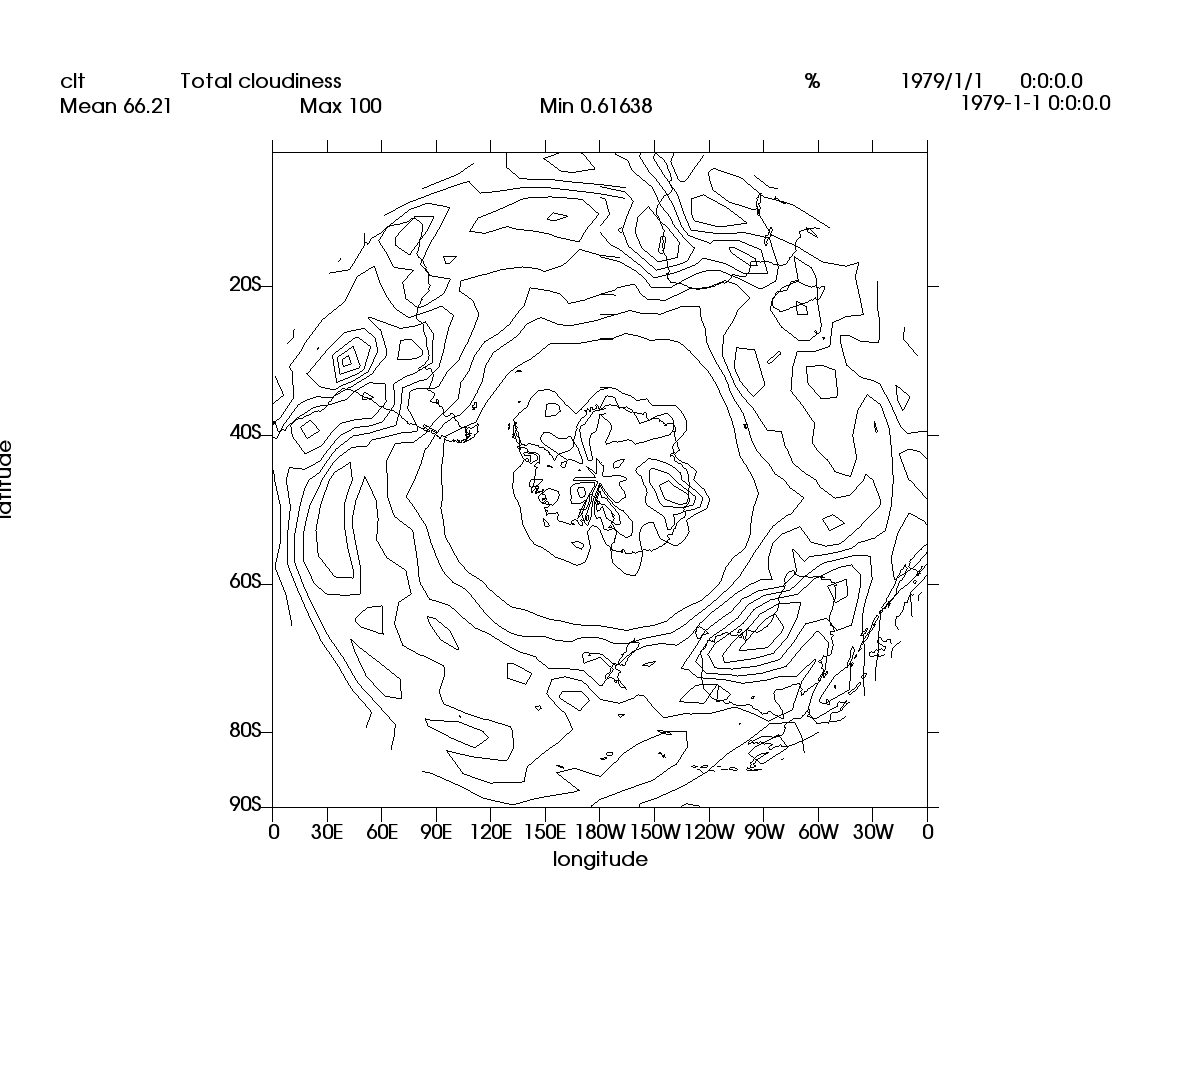 clt Total cloudiness % 1979/1/1 0:0:0.0
Mean 66.21 Max 100 Min 0.61638 1979-1-1 0:0:0.0
20S
40S
latitude
60S
80S
90S
0 30E 60E 90E 120E 150E 180W 150W 120W 90W 60W 30W 0
longitude